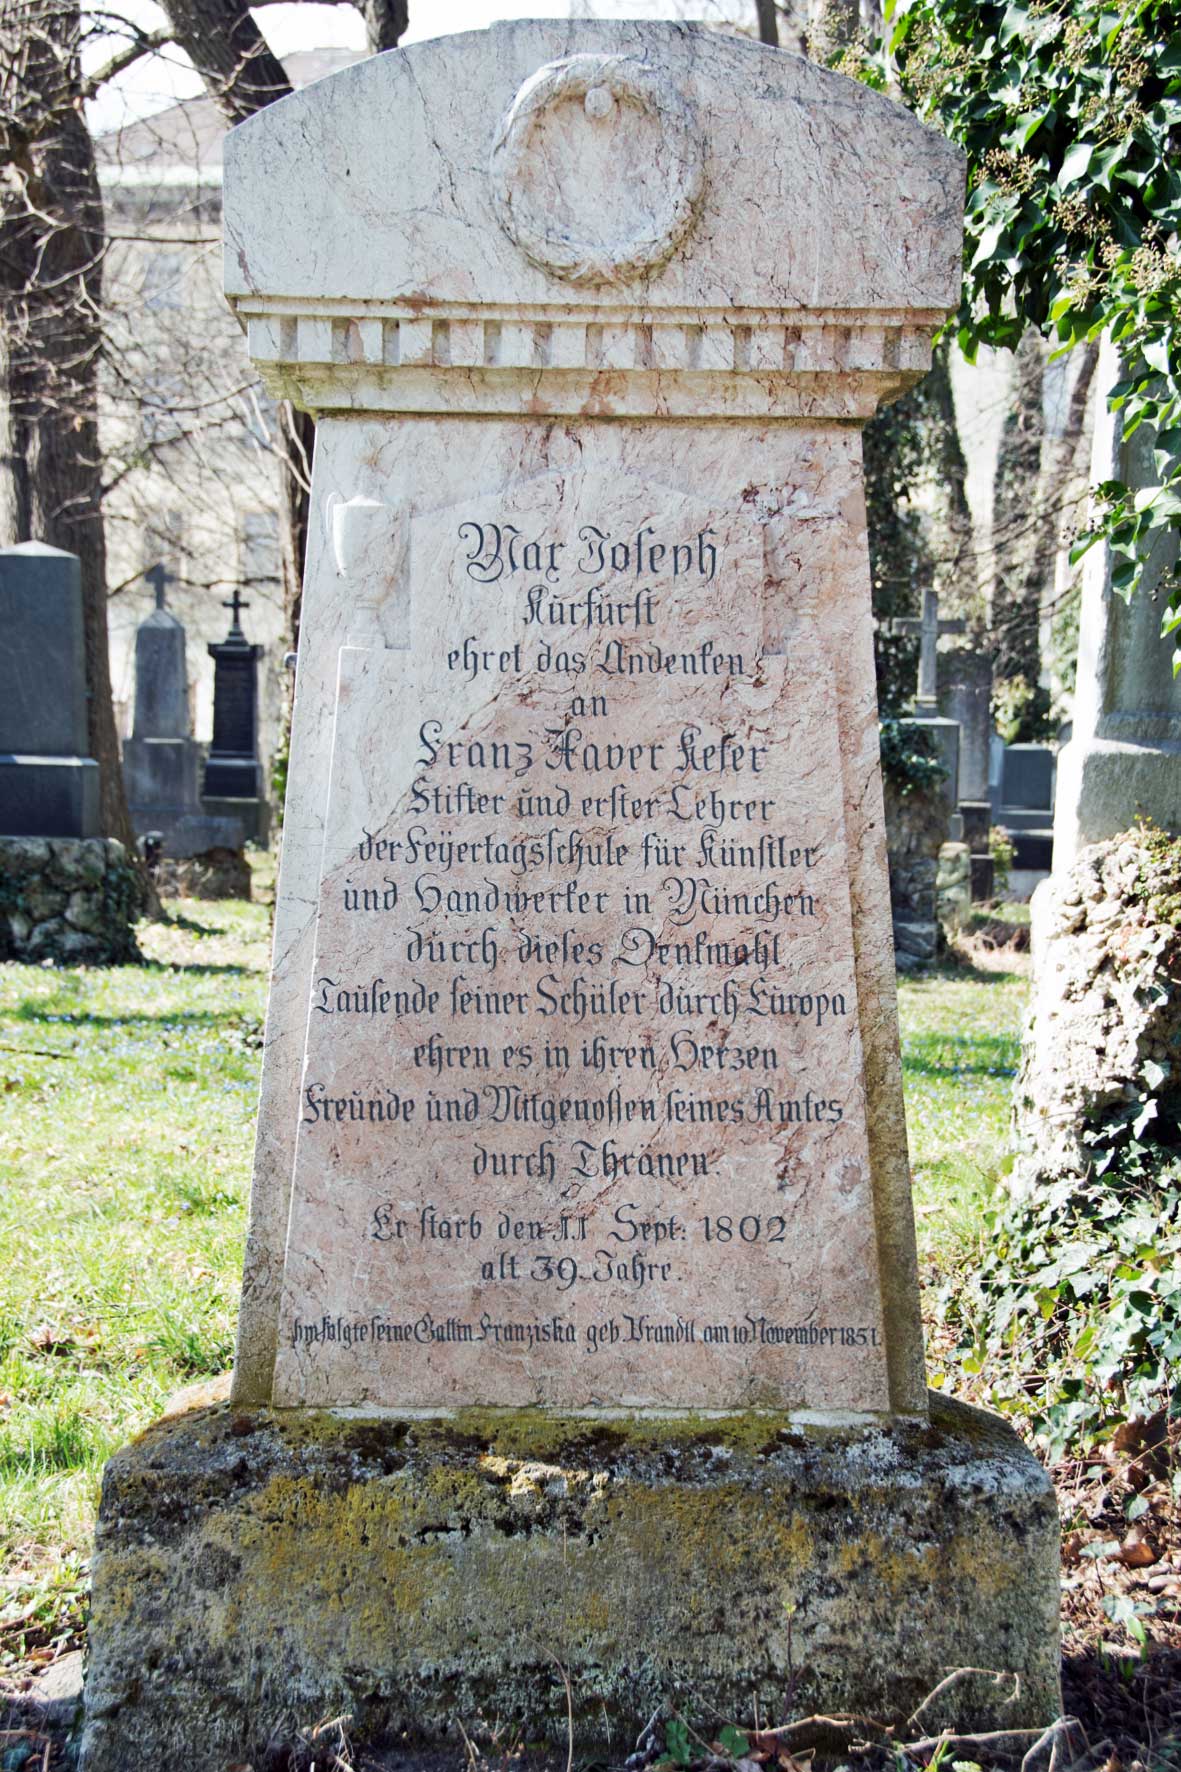 Max Joseph
Kürfürst
ehret das Andenken
an
Franz Xaver Kefer
Stifter und erster Lehrer
der Feÿertagsschule für Künstler
und Handwerker in München
durch dieses Denkmahl
Tausende seiner Schüler durch Europa
ehren es in ihren Herzen
Freunde und Mitgenossen seines Amtes
durch Thränen.
Er starb den 11 Sept: 1802
alt 39 Jahre.
Ihm folgte seine Gattin Franziska geb. Brandll am 10. November 1851.